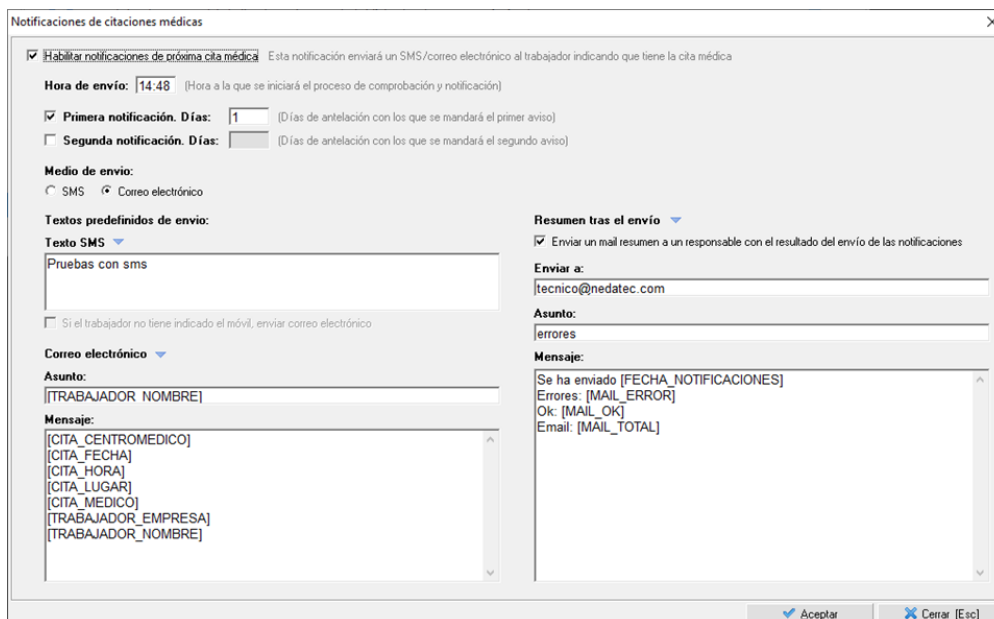 Notificaciones de citaciones médicas
Habilitar notificaciones de próxima cita médica Esta notificación enviará un SMS/correo electrónico al trabajador indicando que tiene la cita médica
Hora de envío: 14:48 (Hora a la que se iniciará el proceso de comprobación y notificación)
Primera notificación. Días: 1 (Días de antelación con los que se mandará el primer aviso)
Segunda notificación. Días: (Días de antelación con los que se mandará el segundo aviso)
Medio de envio:
SMS Correo electrónico
Textos predefinidos de envio:
Texto SMS
Pruebas con sms
Si el trabajador no tiene indicado el móvil, enviar correo electrónico
Correo electrónico
Asunto:
[TRABAJADOR_NOMBRE]
Mensaje:
[CITA_CENTROMEDICO]
[CITA_FECHA]
[CITA_HORA]
[CITA_LUGAR]
[CITA_MEDICO]
[TRABAJADOR_EMPRESA]
[TRABAJADOR_NOMBRE]
Resumen tras el envío
Enviar un mail resumen a un responsable con el resultado del envío de las notificaciones
Enviar a:
tecnico@nedatec.com
Asunto:
errores
Mensaje:
Se ha enviado [FECHA_NOTIFICACIONES]
Errores: [MAIL_ERROR]
Ok: [MAIL_OK]
Email: [MAIL_TOTAL]
Aceptar Cerrar [Esc]